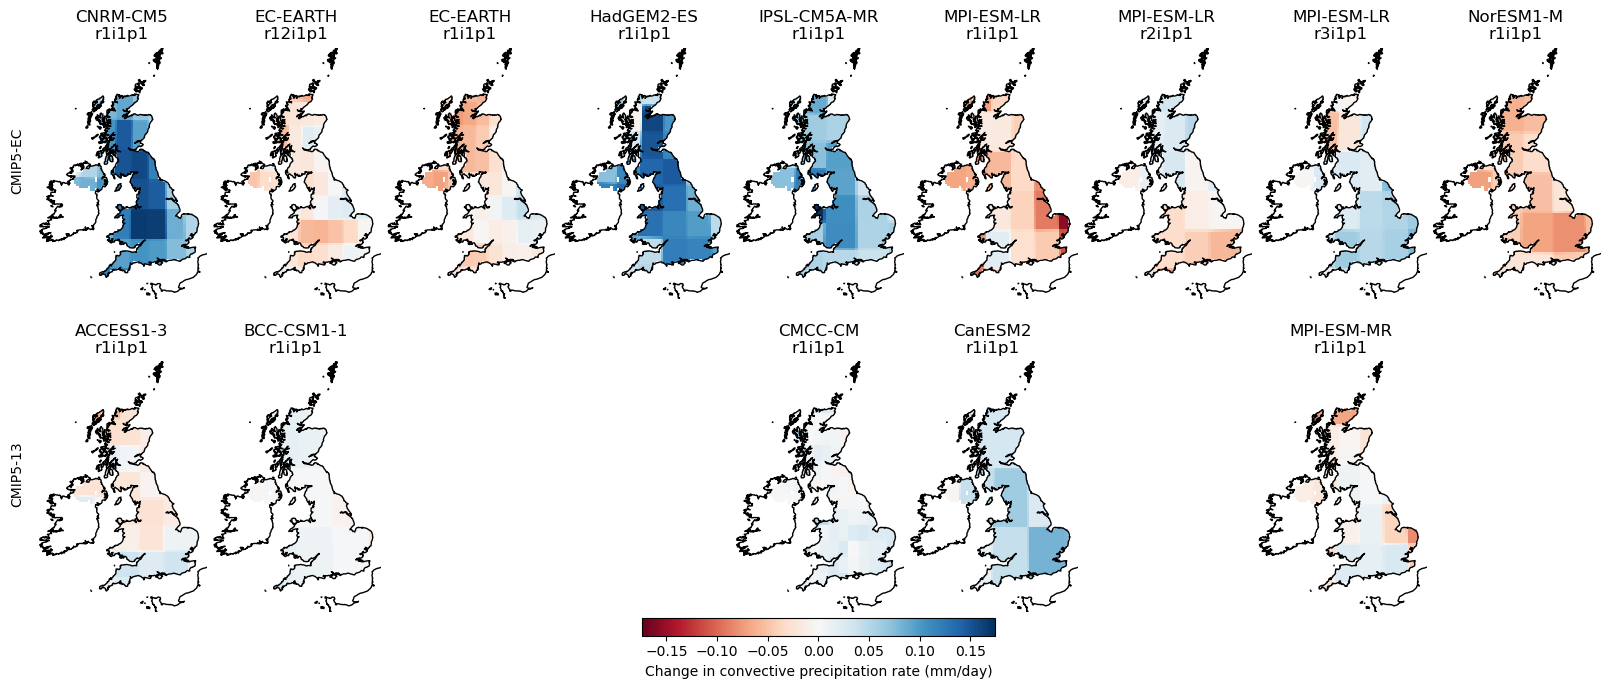 CNRM-CM5
r1i1p1
EC-EARTH
r12i1p1
EC-EARTH
r1i1p1
HadGEM2-ES
r1i1p1
IPSL-CM5A-MR
r1i1p1
MPI-ESM-LR
r1i1p1
MPI-ESM-LR
r2i1p1
MPI-ESM-LR
r3i1p1
NorESM1-M
r1i1p1
CMIP5-EC
ACCESS1-3
r1i1p1
BCC-CSM1-1
r1i1p1
CMCC-CM
r1i1p1
CanESM2
r1i1p1
MPI-ESM-MR
r1i1p1
CMIP5-13
−0.15 −0.10 −0.05 0.00 0.05 0.10 0.15
Change in convective precipitation rate (mm/day)